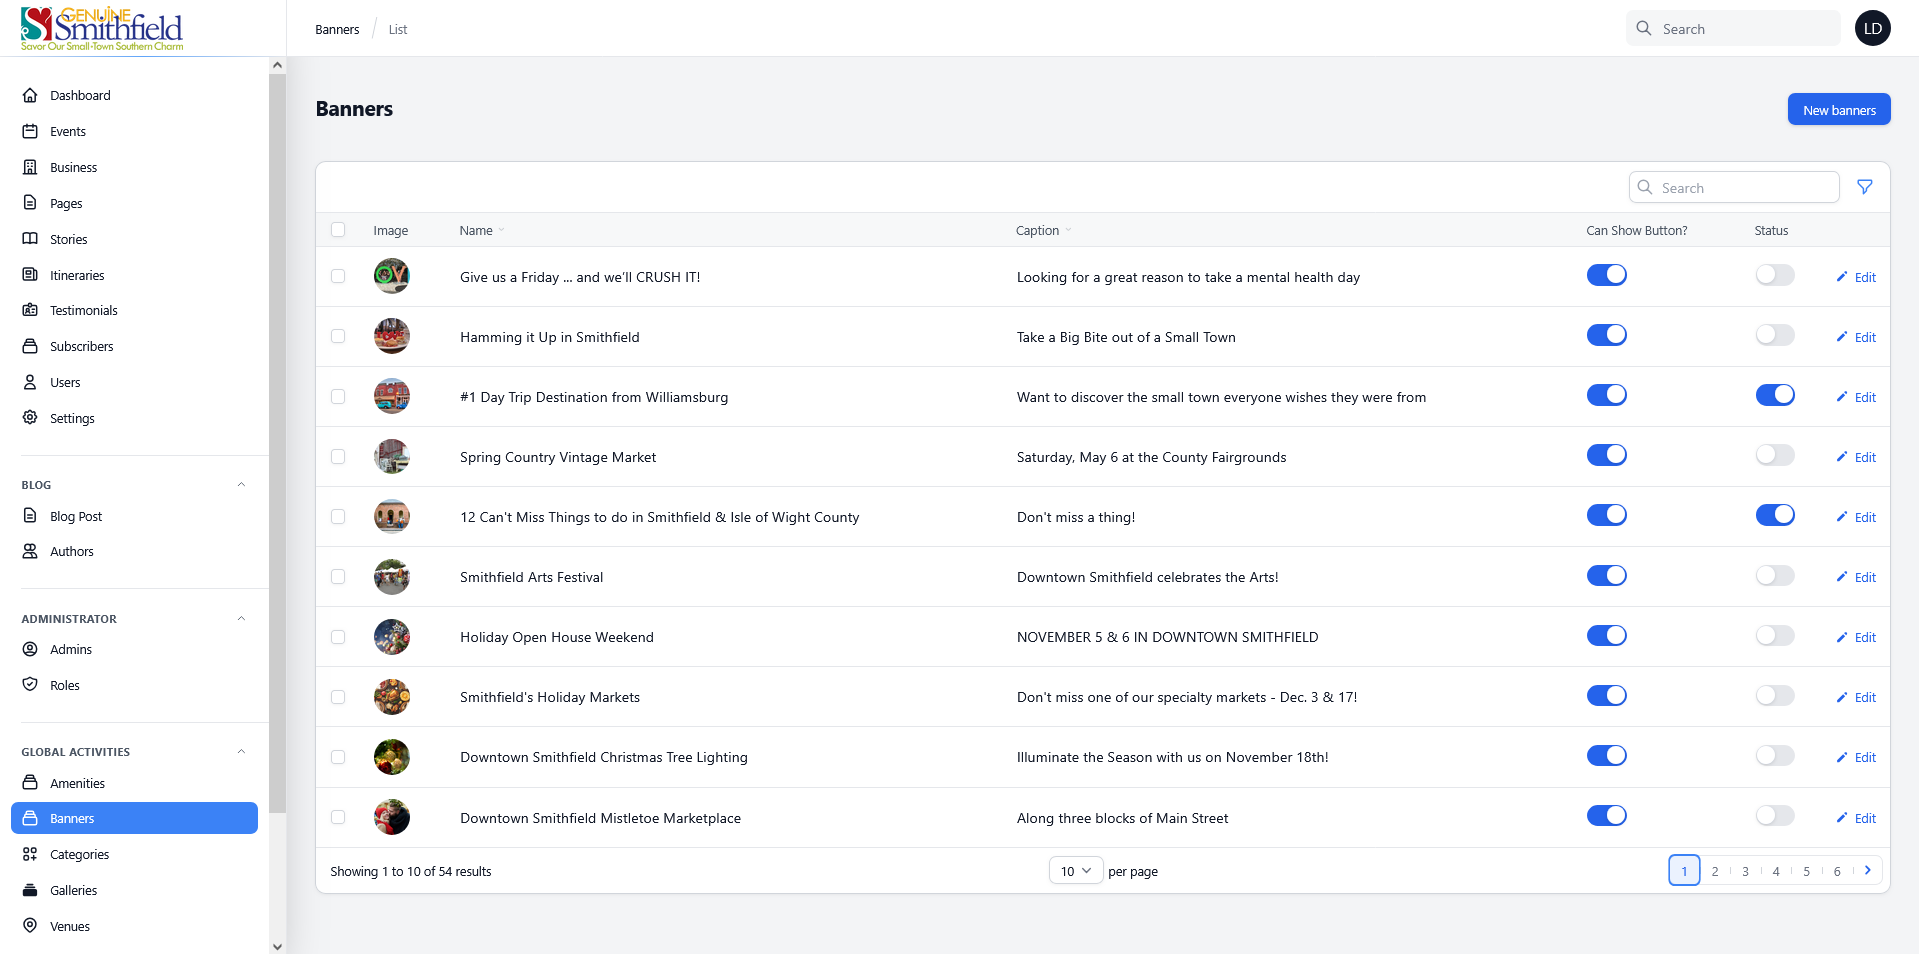 GENUINE
Smithfield
Savor Our Small-Town Southern Charm
Banners
List
Search
LD
Dashboard
Events
Business
Pages
Stories
Itineraries
Testimonials
Subscribers
Users
Settings
BLOG
Blog Post
Authors
ADMINISTRATOR
Admins
Roles
GLOBAL ACTIVITIES
Amenities
Banners
Categories
Galleries
Venues
Banners
New banners
Search
Image Name Caption Can Show Button? Status
Give us a Friday ... and we'll CRUSH IT! Looking for a great reason to take a mental health day Edit
Hamming it Up in Smithfield Take a Big Bite out of a Small Town Edit
#1 Day Trip Destination from Williamsburg Want to discover the small town everyone wishes they were from Edit
Spring Country Vintage Market Saturday, May 6 at the County Fairgrounds Edit
12 Can't Miss Things to do in Smithfield & Isle of Wight County Don't miss a thing! Edit
Smithfield Arts Festival Downtown Smithfield celebrates the Arts! Edit
Holiday Open House Weekend NOVEMBER 5 & 6 IN DOWNTOWN SMITHFIELD Edit
Smithfield's Holiday Markets Don't miss one of our specialty markets - Dec. 3 & 17! Edit
Downtown Smithfield Christmas Tree Lighting Illuminate the Season with us on November 18th! Edit
Downtown Smithfield Mistletoe Marketplace Along three blocks of Main Street Edit
Showing 1 to 10 of 54 results 10 per page 1 2 3 4 5 6